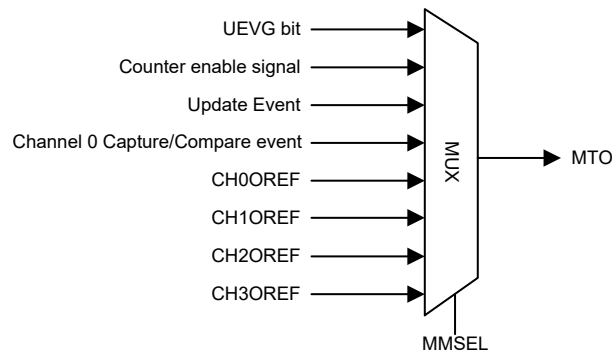 UEVG bit
Counter enable signal
Update Event
Channel 0 Capture/Compare event
MUX
MTO
CH0OREF
CH1OREF
CH2OREF
CH3OREF
MMSEL